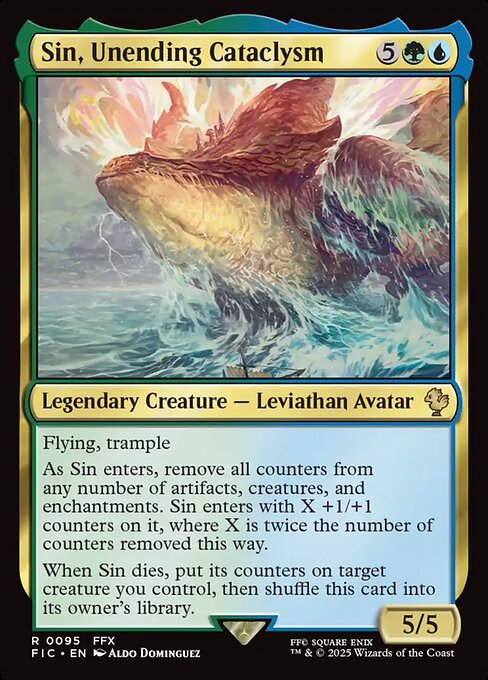 Sin, Unending Cataclysm 5
Legendary Creature — Leviathan Avatar
Flying, trample
As Sin enters, remove all counters from
any number of artifacts, creatures, and
enchantments. Sin enters with X +1/+1
counters on it, where X is twice the number
of counters removed this way.
When Sin dies, put its counters on target
creature you control, then shuffle this card into
its owner's library.
5/5
R 0095 FFX
FIC • EN Aldo Dominguez
FF© SQUARE ENIX
™ & © 2025 Wizards of the Coast